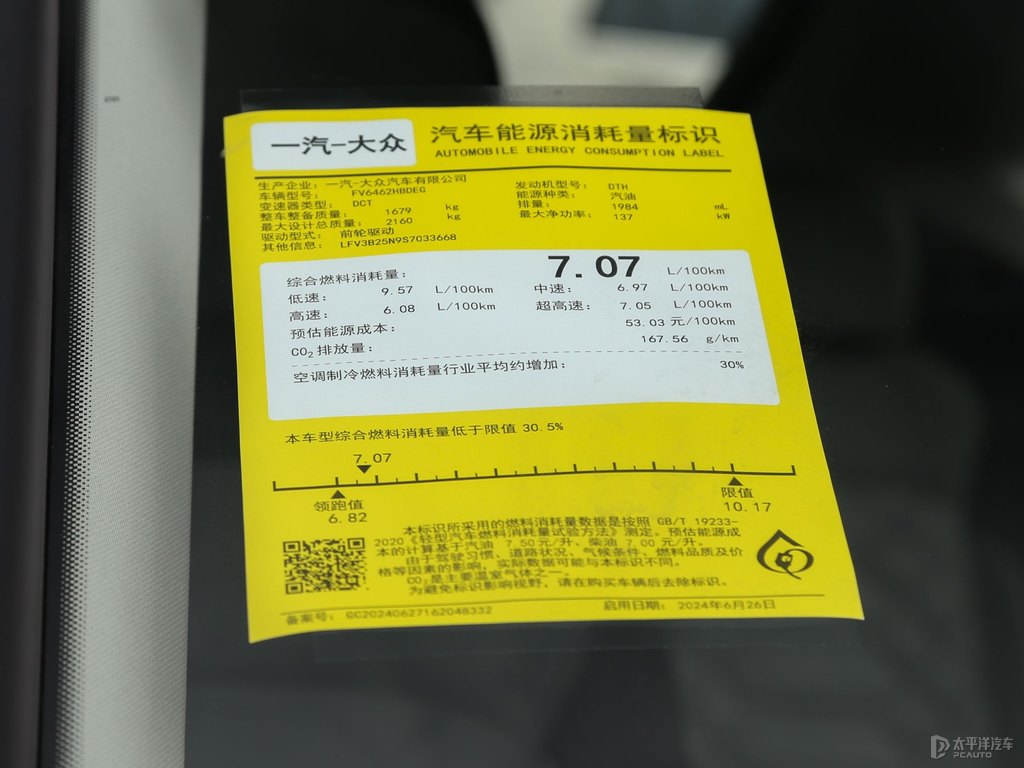 一汽-大众
汽车能源消耗量标识
AUTOMOBILE ENERGY CONSUMPTION LABEL
生产企业: 一汽-大众汽车有限公司
车辆型号: FV6462HBDEG 发动机型号: DTH
变速器类型: DCT 能源种类: 汽油
整车整备质量: 1679 kg 排量: 1984 mL
最大设计总质量: 2160 kg 最大净功率: 137 kW
驱动型式: 前轮驱动
其他信息: LFV3B25N9S7033668
综合燃料消耗量: 7.07 L/100km
低速: 9.57 L/100km 中速: 6.97 L/100km
高速: 6.08 L/100km 超高速: 7.05 L/100km
预估能源成本: 53.03 元/100km
CO₂排放量: 167.56 g/km
空调制冷燃料消耗量行业平均约增加: 30%
本车型综合燃料消耗量低于限值 30.5%
7.07
领跑值 限值
6.82 10.17
本标识所采用的燃料消耗量数据是按照 GB/T 19233-
2020《轻型汽车燃料消耗量试验方法》测定。预估能源成
本的计算基于汽油 7.50元/升、柴油 7.00 元/升。
由于驾驶习惯、道路状况、气候条件、燃料品质及价
格等因素的影响,实际数据可能与本标识不同。
CO₂是主要温室气体之一。
为避免标识影响视野,请在购买车辆后去除标识。
备案号: GC20240627162048332 启用日期: 2024年6月26日
太平洋汽车
PCAUTO